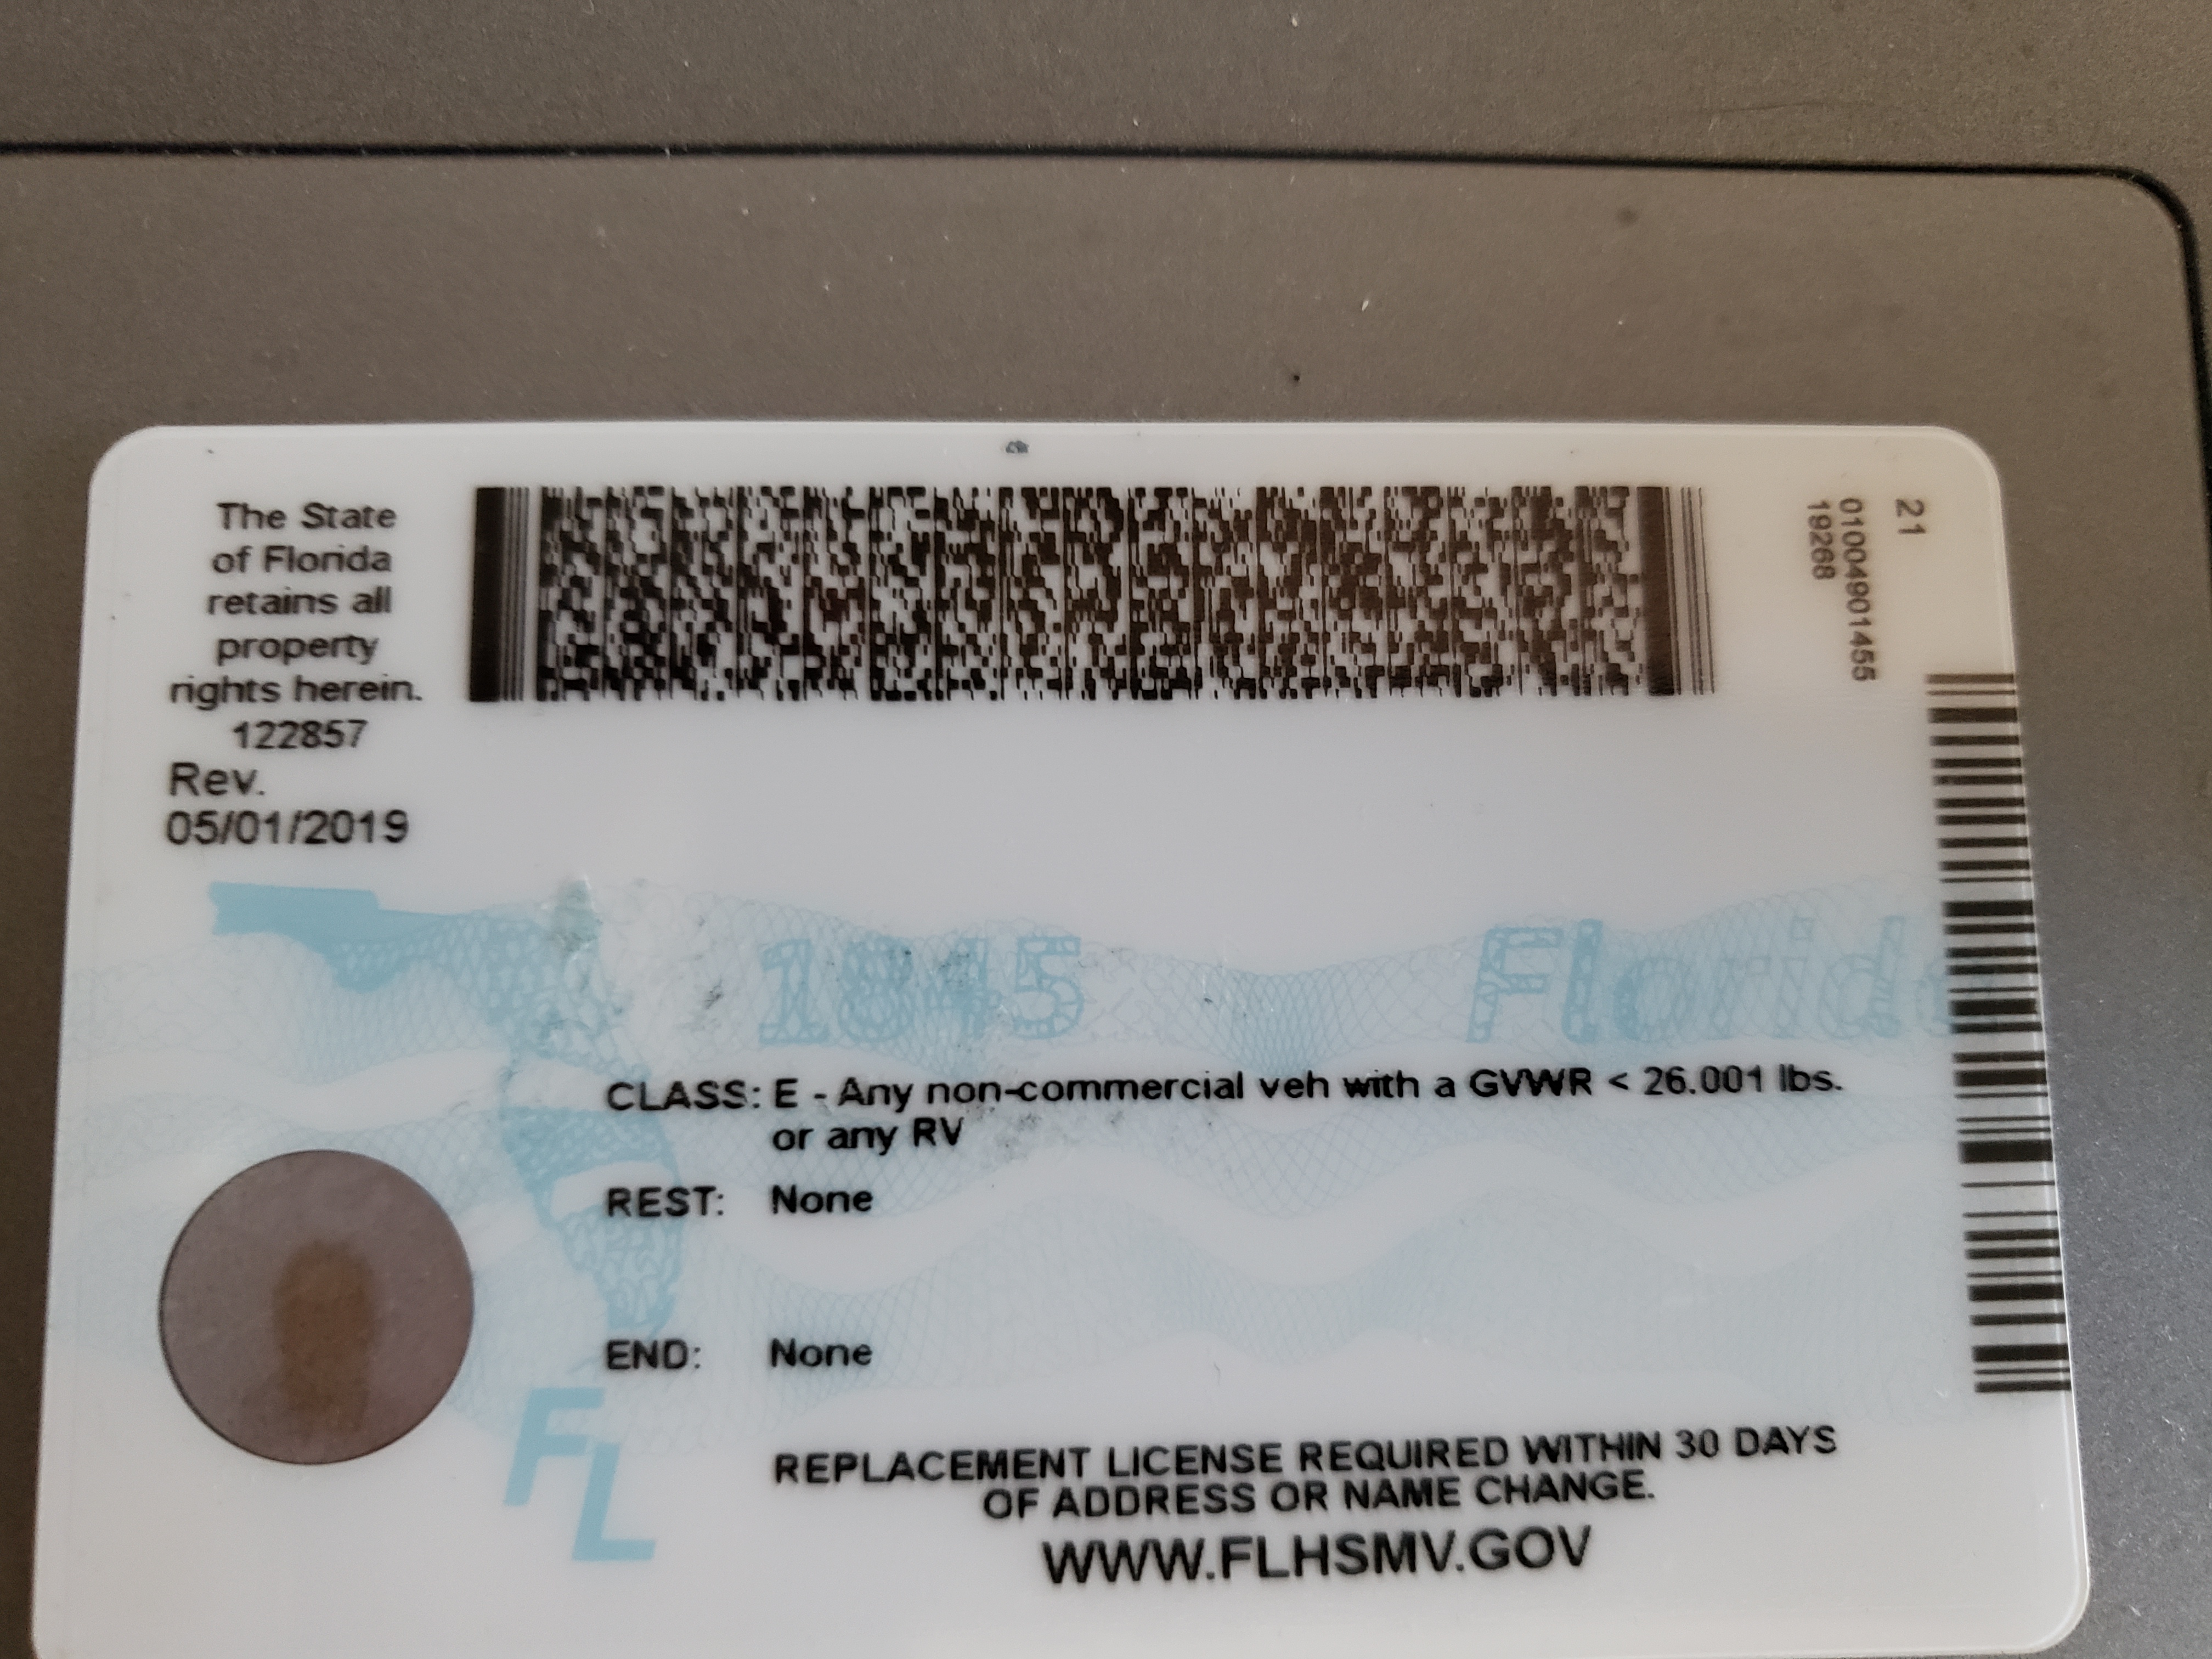 The State
of Florida
retains all
property
rights herein.
122857
Rev.
05/01/2019
19268
01004901455
21
1845
Florida
CLASS: E - Any non-commercial veh with a GVWR < 26,001 lbs.
or any RV
REST: None
END: None
FL
REPLACEMENT LICENSE REQUIRED WITHIN 30 DAYS
OF ADDRESS OR NAME CHANGE.
WWW.FLHSMV.GOV